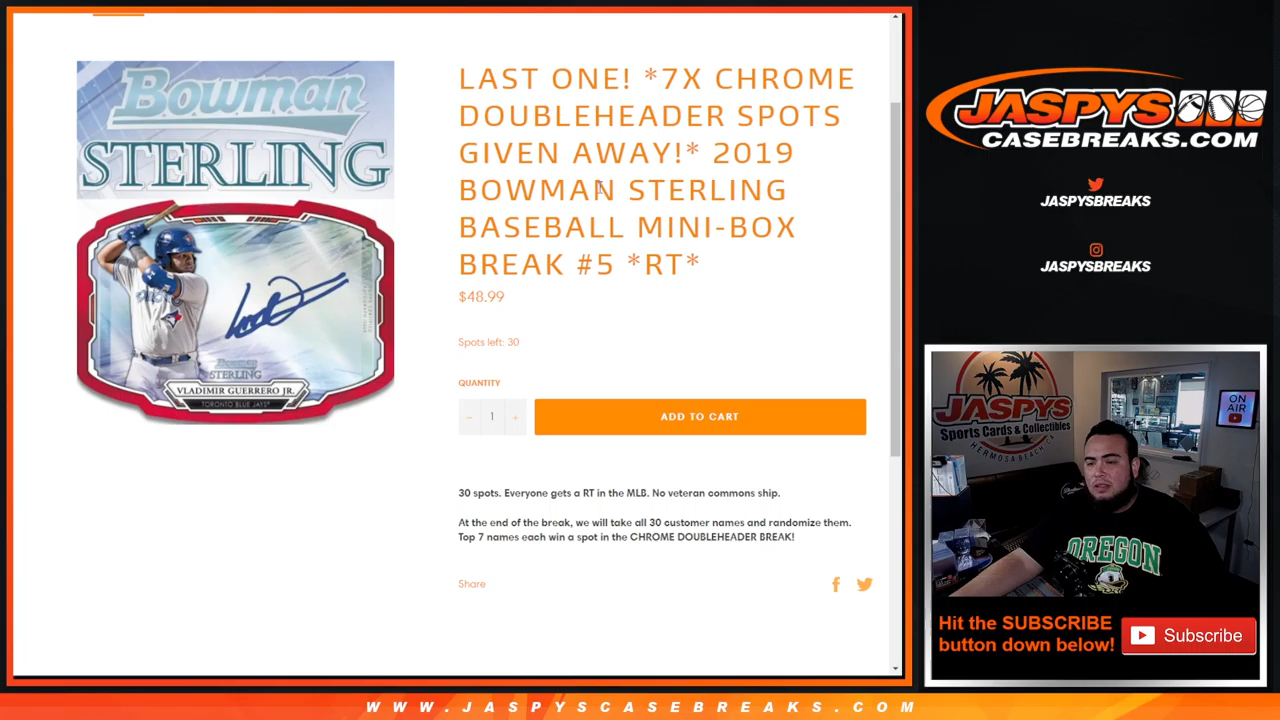 Bowman
STERLING
Bowman
STERLING
VLADIMIR GUERRERO JR.
TORONTO BLUE JAYS
LAST ONE! *7X CHROME
DOUBLEHEADER SPOTS
GIVEN AWAY!* 2019
BOWMAN STERLING
BASEBALL MINI-BOX
BREAK #5 *RT*
$48.99
Spots left: 30
QUANTITY
− 1 +
ADD TO CART
30 spots. Everyone gets a RT in the MLB. No veteran commons ship.
At the end of the break, we will take all 30 customer names and randomize them.
Top 7 names each win a spot in the CHROME DOUBLEHEADER BREAK!
Share
JASPYS
CASEBREAKS.COM
JASPYSBREAKS
JASPYSBREAKS
JASPYS
Sports Cards & Collectibles
HERMOSA BEACH, CA
ON
AIR
OREGON
Hit the SUBSCRIBE
button down below!
Subscribe
WWW.JASPYSCASEBREAKS.COM